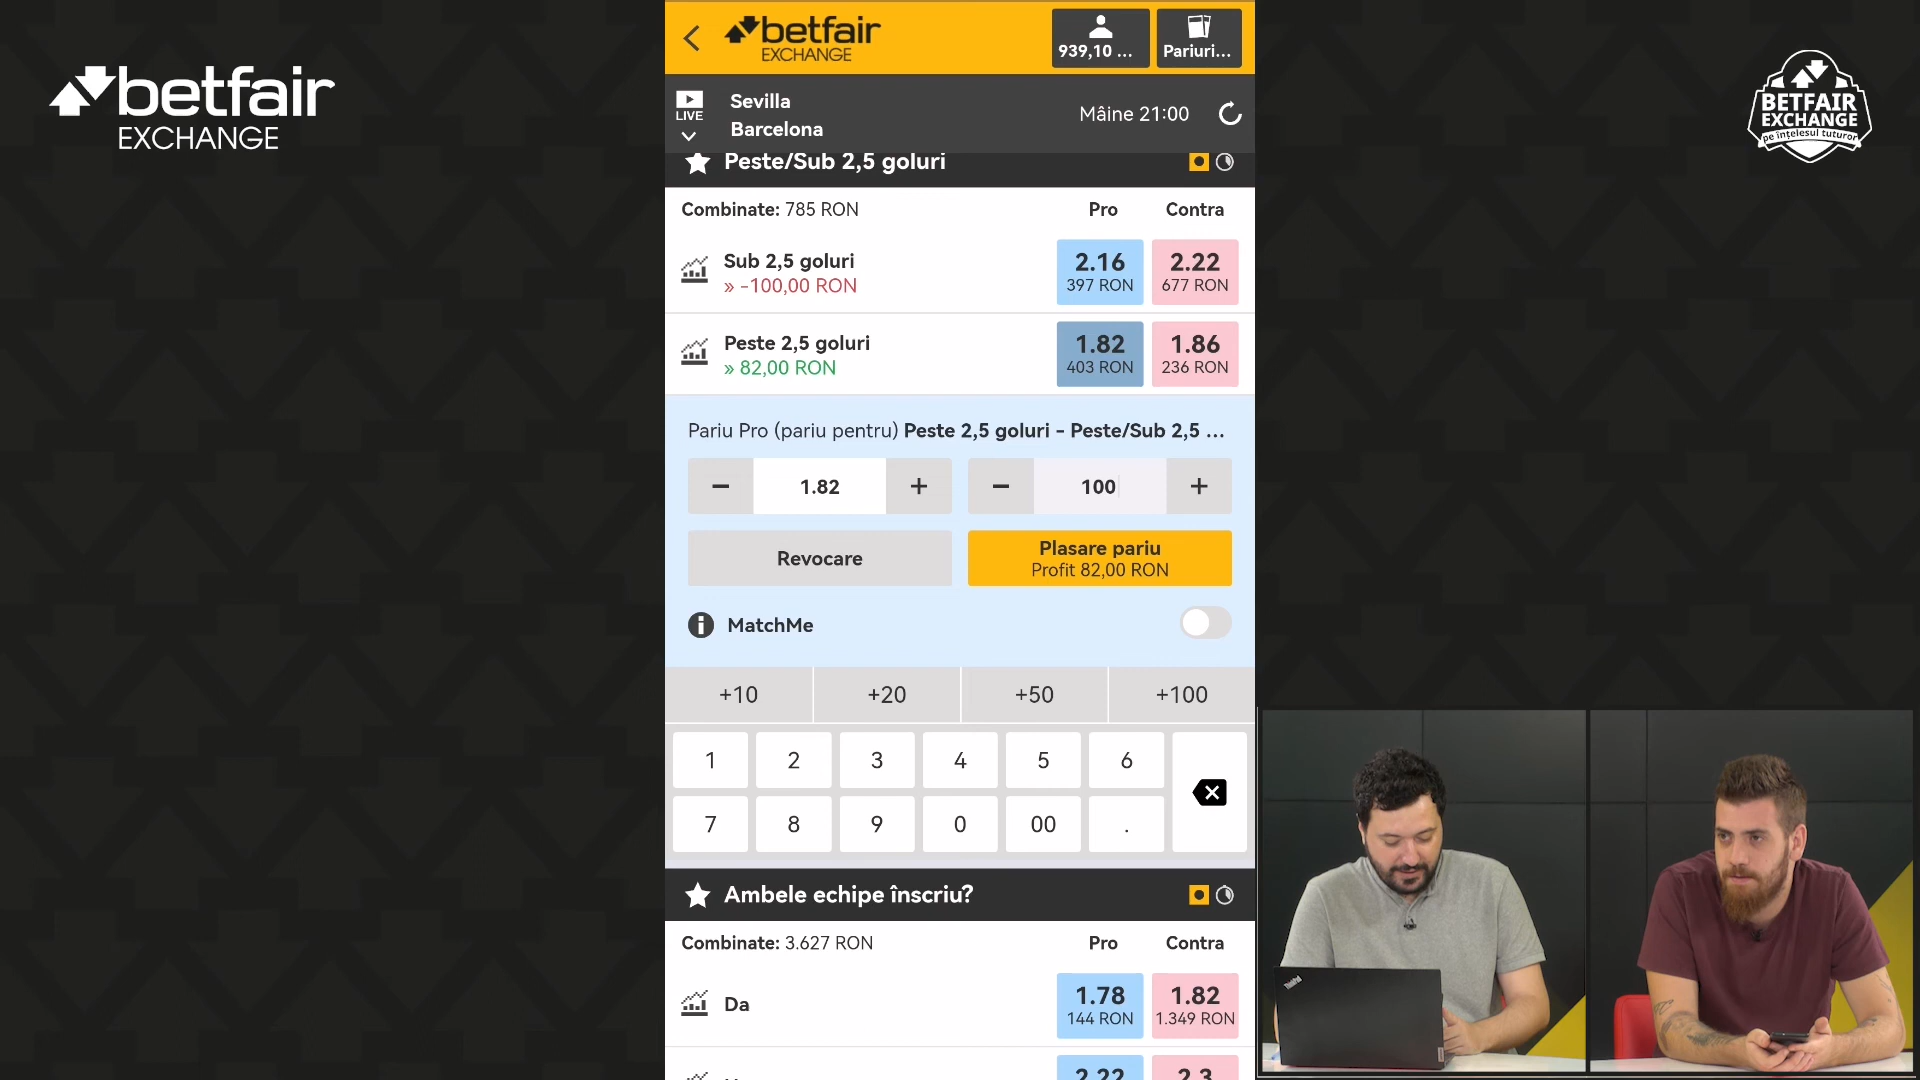 betfair
EXCHANGE
betfair
EXCHANGE
939,10 ...
Pariuri...
BETFAIR
EXCHANGE
pe înțelesul tuturor
LIVE
Sevilla
Barcelona
Mâine 21:00
Peste/Sub 2,5 goluri
Combinate: 785 RON
Pro
Contra
Sub 2,5 goluri
» -100,00 RON
2.16
397 RON
2.22
677 RON
Peste 2,5 goluri
» 82,00 RON
1.82
403 RON
1.86
236 RON
Pariu Pro (pariu pentru) Peste 2,5 goluri - Peste/Sub 2,5 ...
− 1.82 +
− 100 +
Revocare
Plasare pariu
Profit 82,00 RON
MatchMe
+10 +20 +50 +100
1 2 3 4 5 6
7 8 9 0 00 .
Ambele echipe înscriu?
Combinate: 3.627 RON
Pro
Contra
Da
1.78
144 RON
1.82
1.349 RON
2.22
2.3